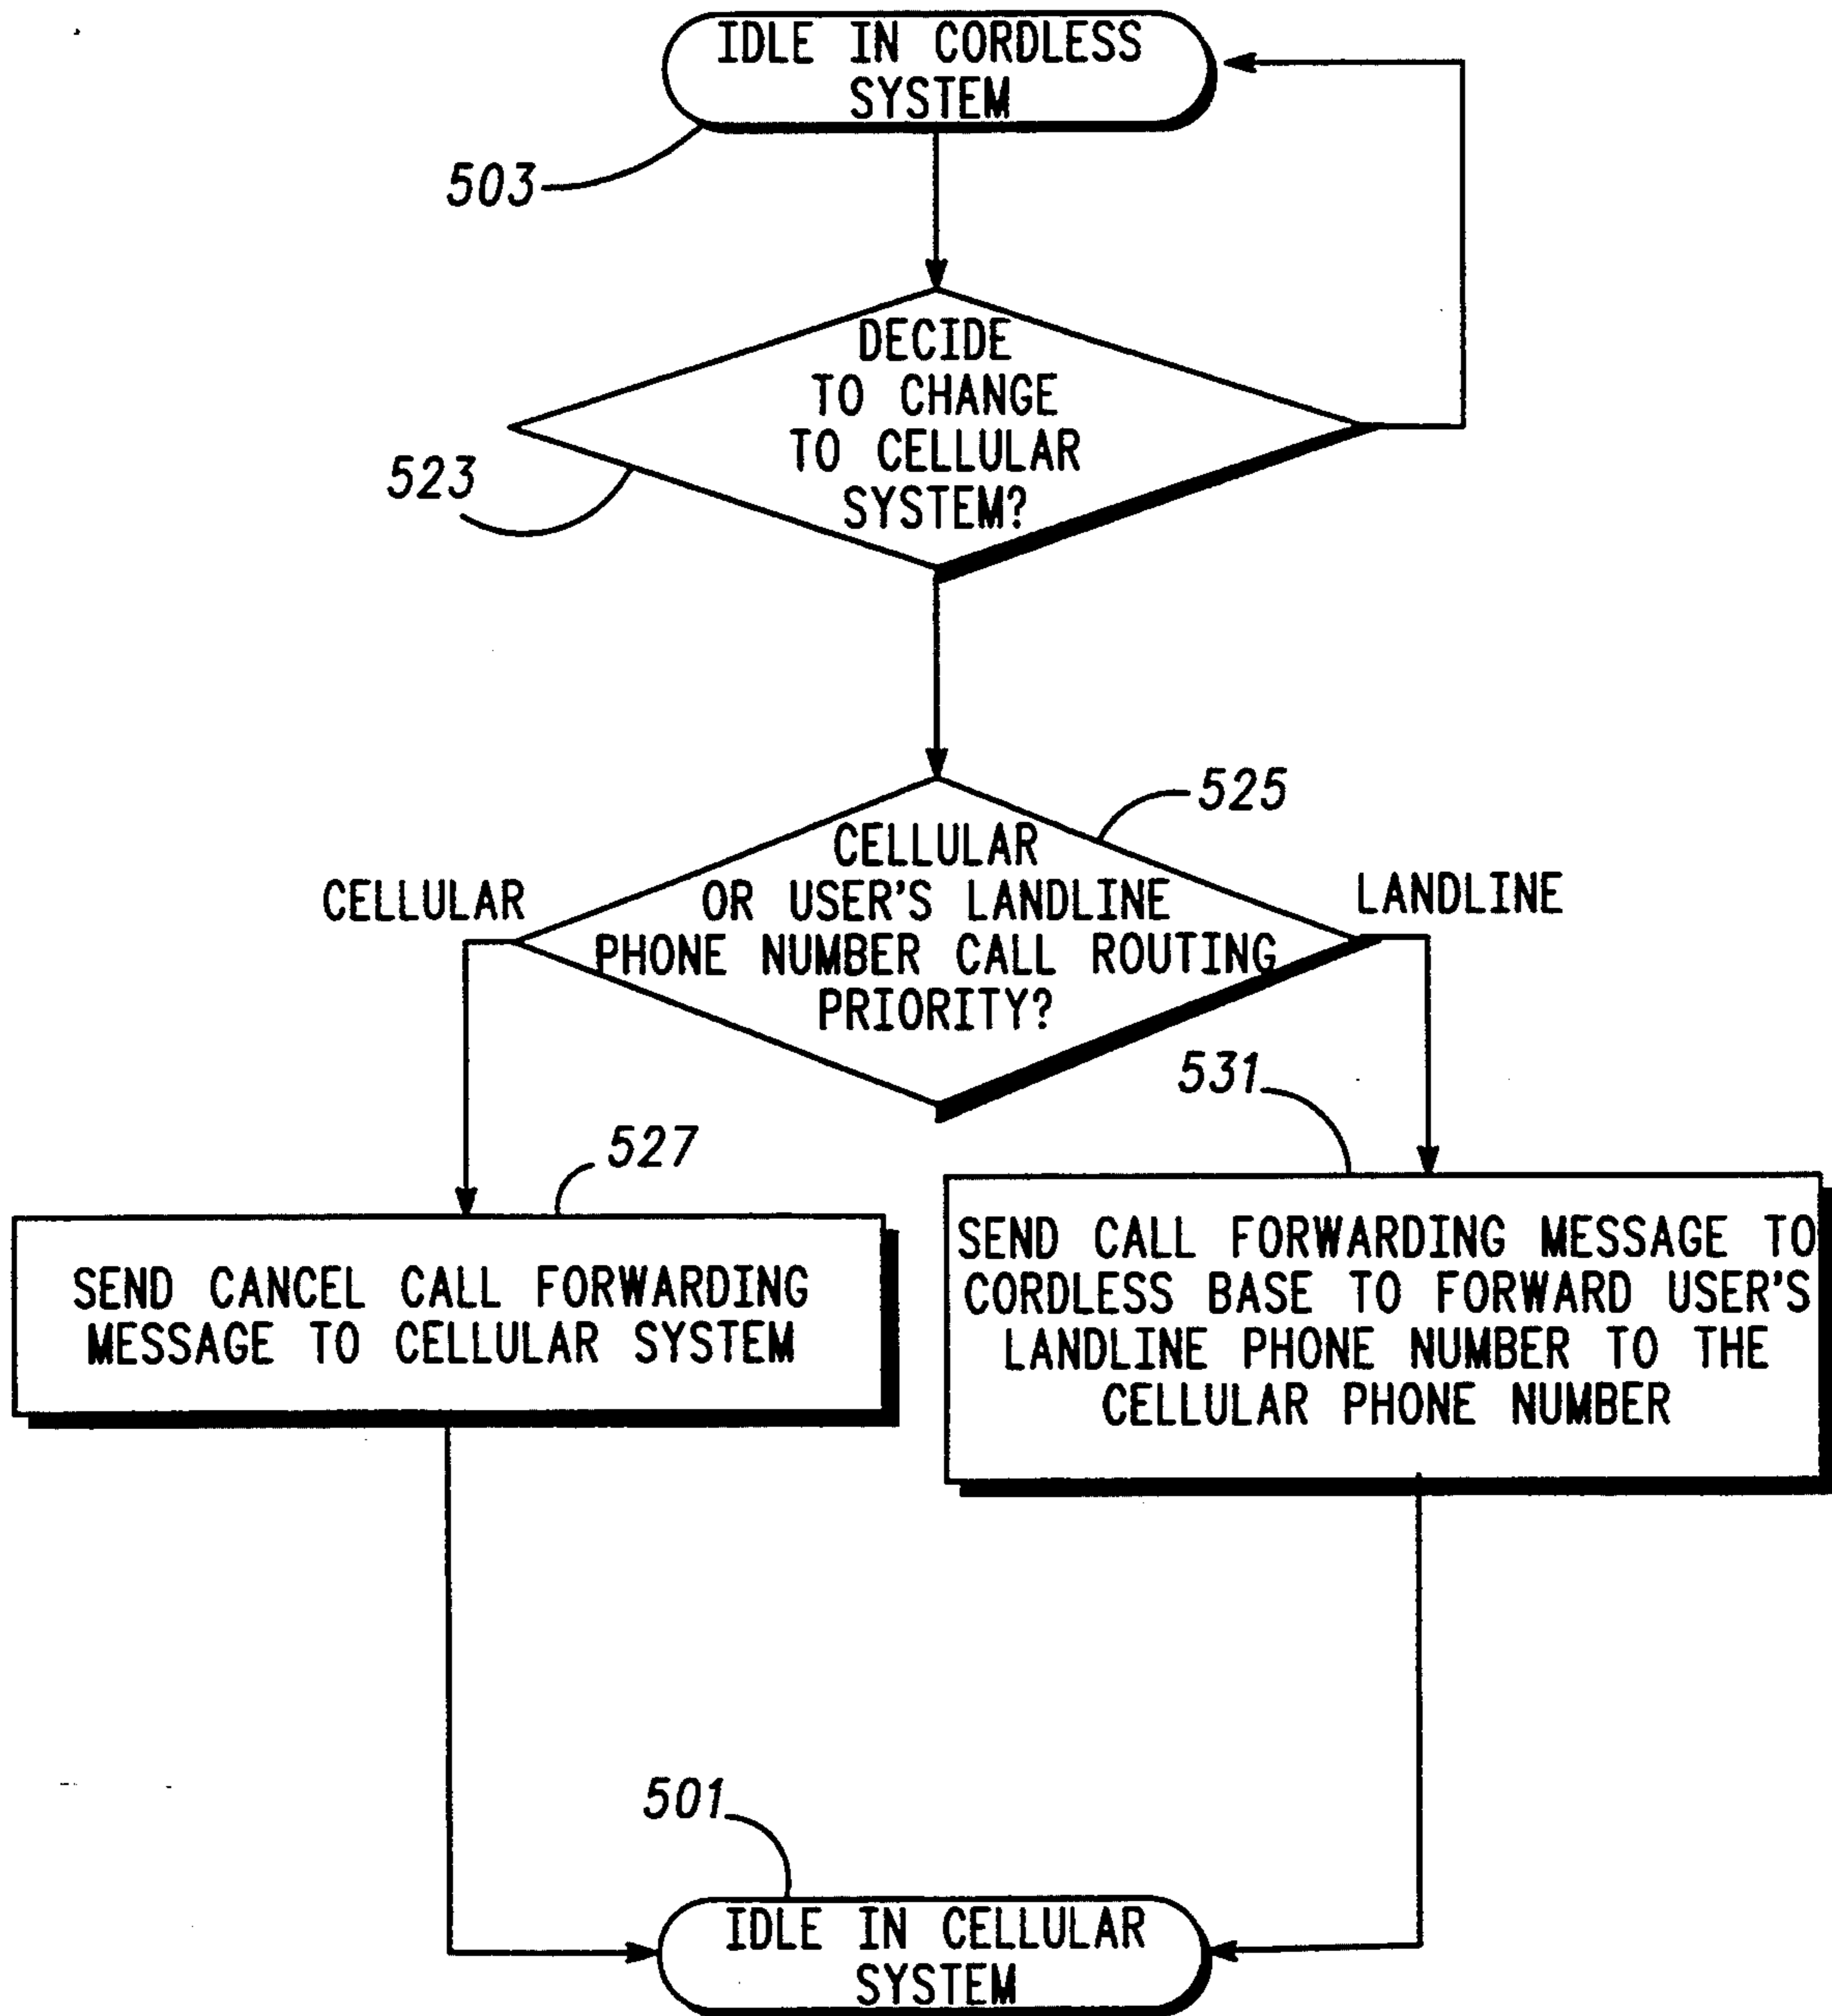 IDLE IN CORDLESS
SYSTEM
503
DECIDE
TO CHANGE
TO CELLULAR
SYSTEM?
523
525
CELLULAR
OR USER'S LANDLINE
PHONE NUMBER CALL ROUTING
PRIORITY?
CELLULAR
LANDLINE
527
SEND CANCEL CALL FORWARDING
MESSAGE TO CELLULAR SYSTEM
531
SEND CALL FORWARDING MESSAGE TO
CORDLESS BASE TO FORWARD USER'S
LANDLINE PHONE NUMBER TO THE
CELLULAR PHONE NUMBER
501
IDLE IN CELLULAR
SYSTEM